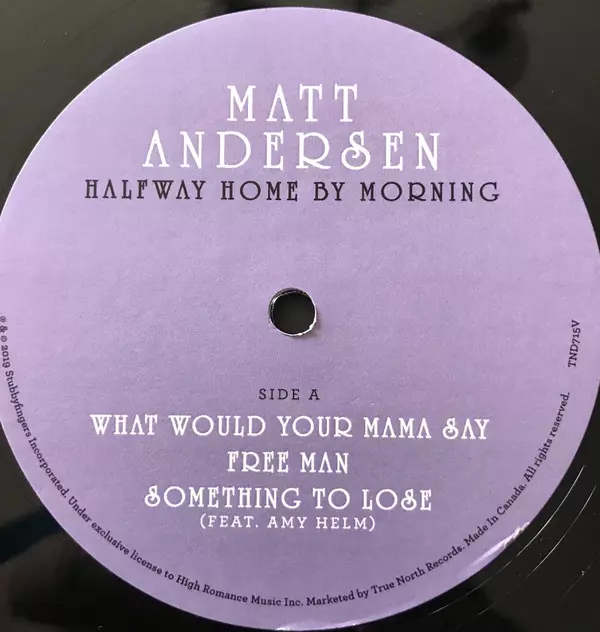 MATT
ANDERSEN
HALFWAY HOME BY MORNING
SIDE A
WHAT WOULD YOUR MAMA SAY
FREE MAN
SOMETHING TO LOSE
(FEAT. AMY HELM)
TND715V
℗ & © 2019 Stubbyfingers Incorporated. Under exclusive license to High Romance Music Inc. Marketed by True North Records. Made In Canada. All rights reserved.